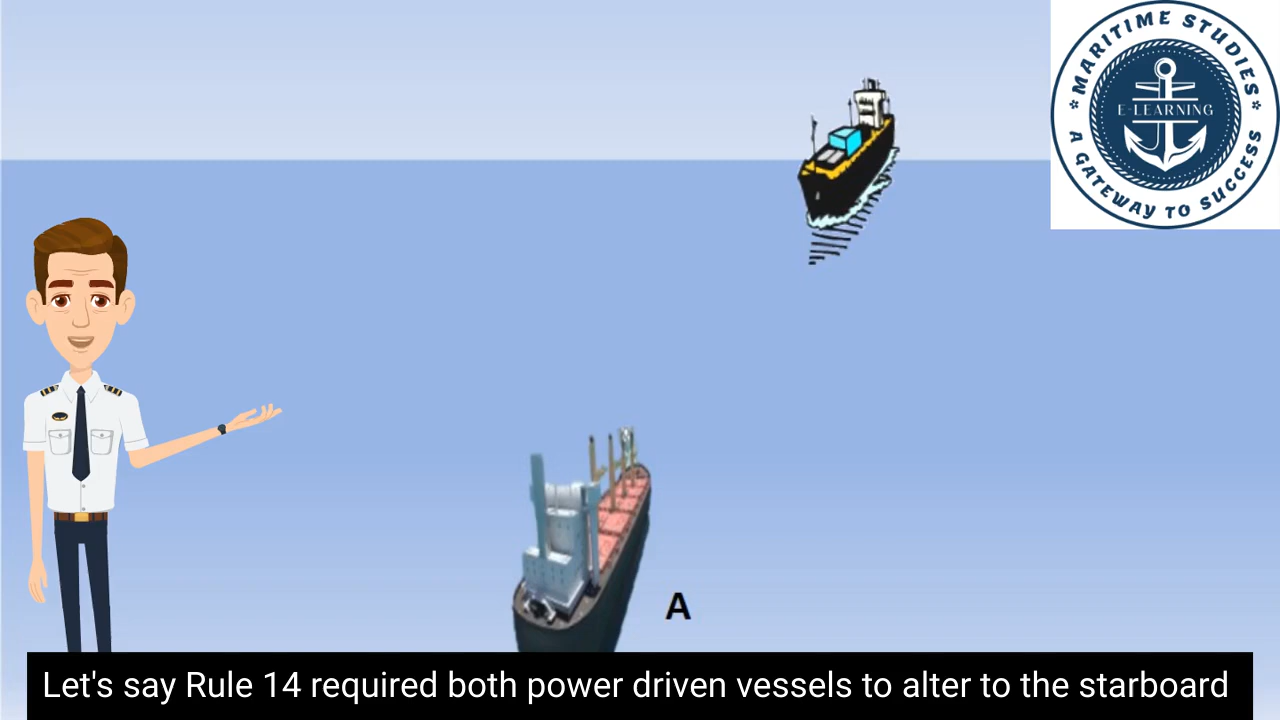 MARITIME STUDIES
E-LEARNING
A GATEWAY TO SUCCESS
A
Let's say Rule 14 required both power driven vessels to alter to the starboard